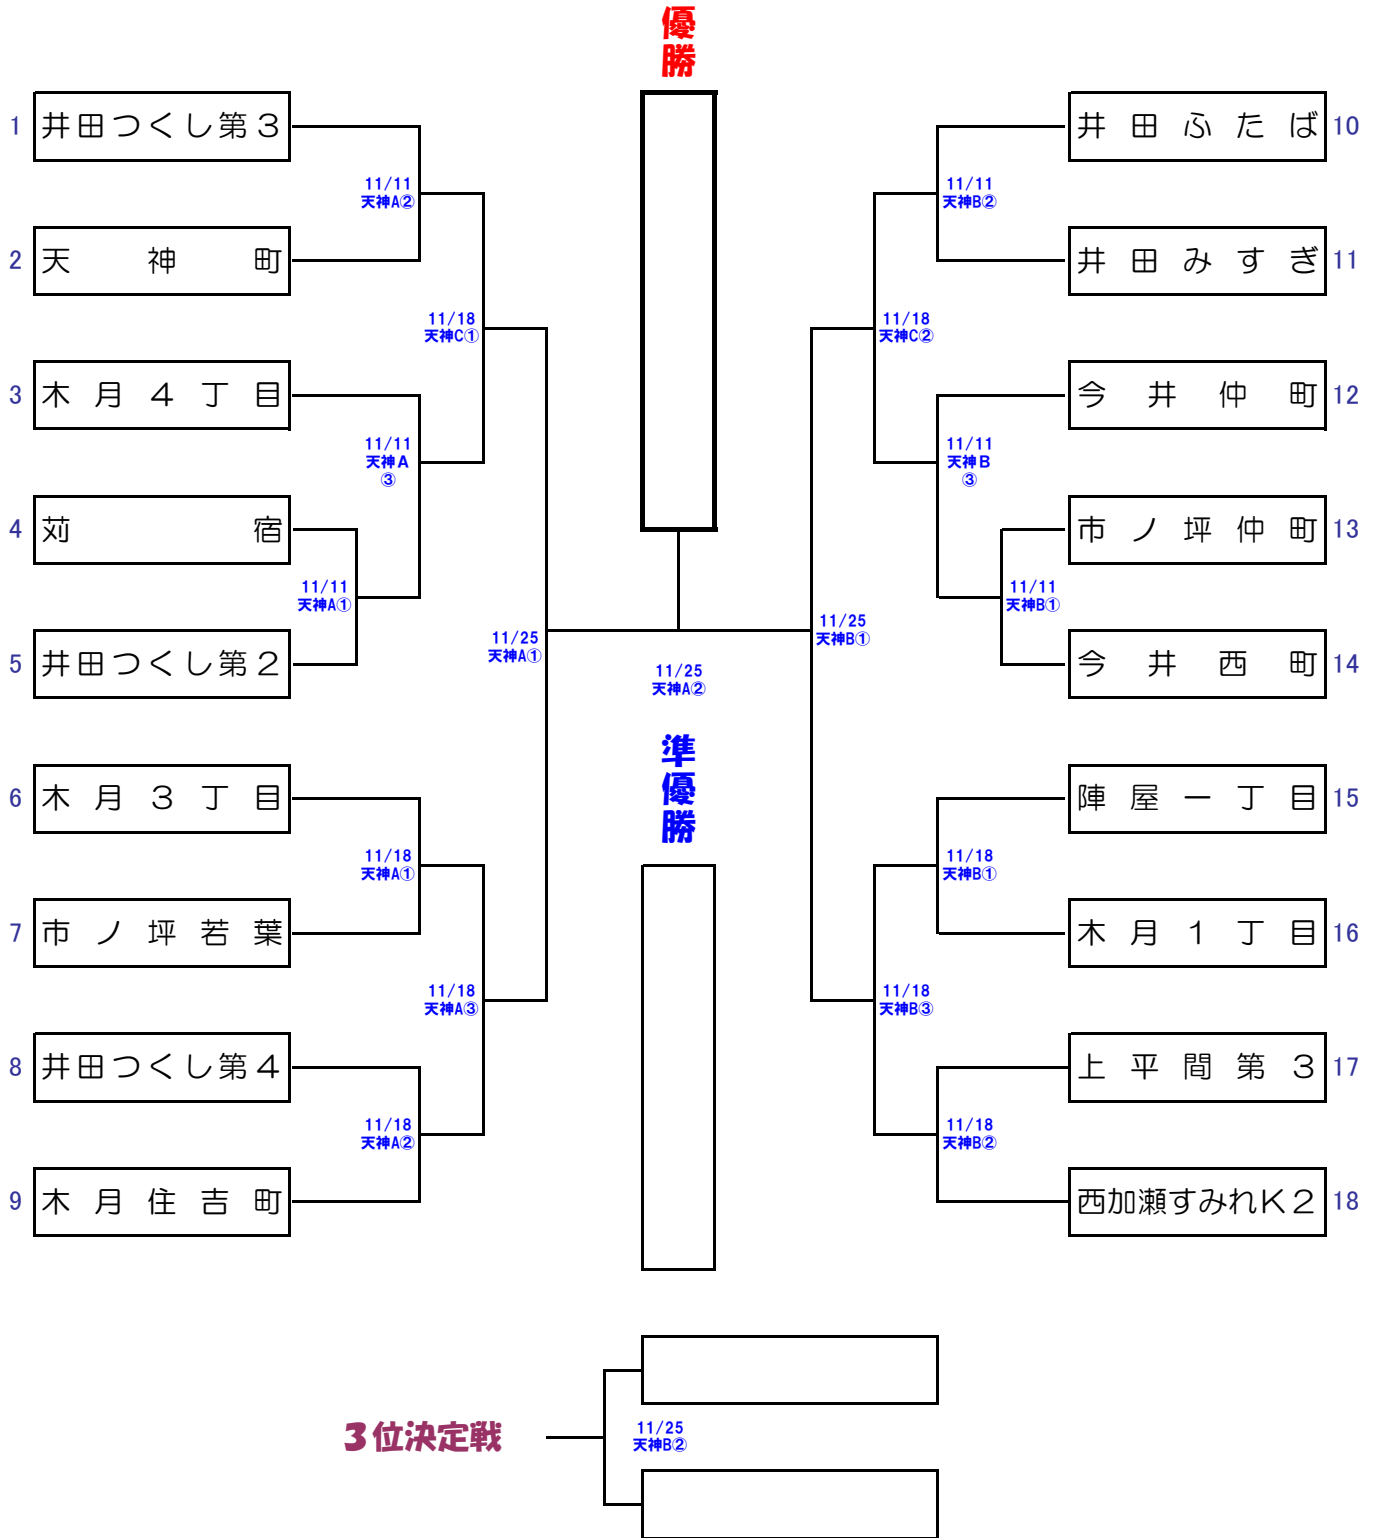 優勝
1 井田つくし第3
11/11
天神A②
2 天神町
11/18
天神C①
3 木月4丁目
11/11
天神A
③
4 苅宿
11/11
天神A①
5 井田つくし第2
11/25
天神A①
6 木月3丁目
11/18
天神A①
7 市ノ坪若葉
11/18
天神A③
8 井田つくし第4
11/18
天神A②
9 木月住吉町
11/25
天神A②
準優勝
井田ふたば 10
11/11
天神B②
井田みすぎ 11
11/18
天神C②
今井仲町 12
11/11
天神B
③
市ノ坪仲町 13
11/11
天神B①
今井西町 14
11/25
天神B①
陣屋一丁目 15
11/18
天神B①
木月1丁目 16
11/18
天神B③
上平間第3 17
11/18
天神B②
西加瀬すみれK2 18
3位決定戦
11/25
天神B②